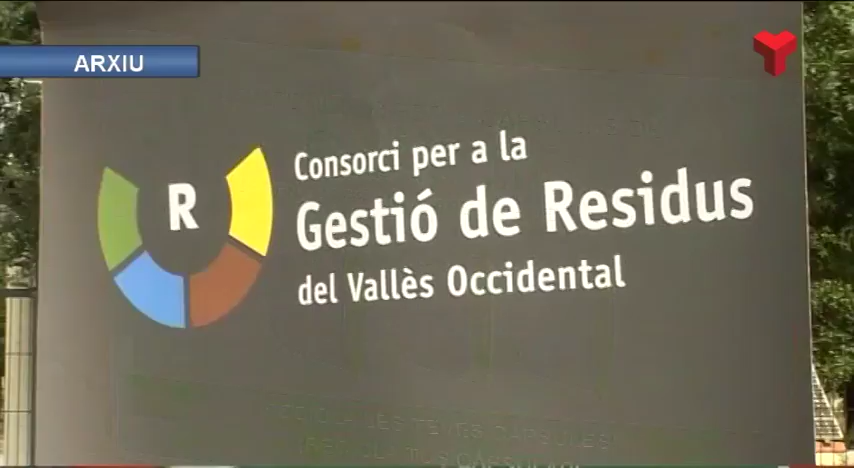 ARXIU
R
Consorci per a la
Gestió de Residus
del Vallès Occidental